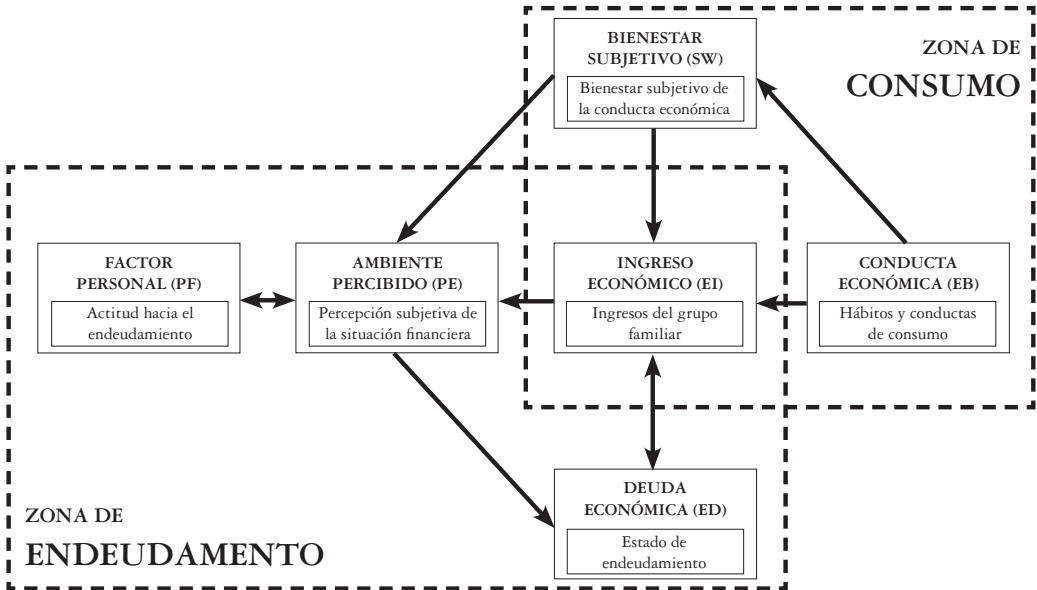 BIENESTAR
SUBJETIVO (SW)
Bienestar subjetivo de
la conducta económica
ZONA DE
CONSUMO
FACTOR
PERSONAL (PF)
Actitud hacia el
endeudamiento
AMBIENTE
PERCIBIDO (PE)
Percepción subjetiva de
la situación financiera
INGRESO
ECONÓMICO (EI)
Ingresos del grupo
familiar
CONDUCTA
ECONÓMICA (EB)
Hábitos y conductas
de consumo
DEUDA
ECONÓMICA (ED)
Estado de
endeudamiento
ZONA DE
ENDEUDAMENTO